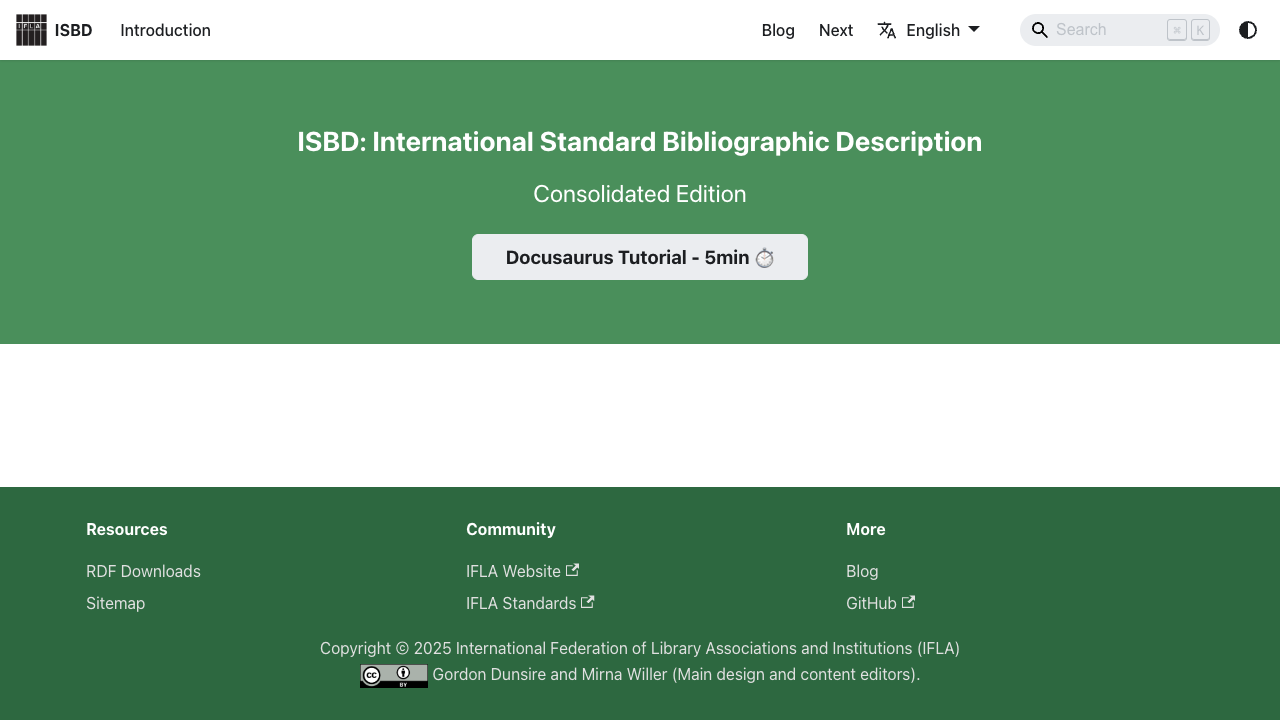 IFLA
ISBD
Introduction
Blog
Next
English
Search
⌘ K
ISBD: International Standard Bibliographic Description
Consolidated Edition
Docusaurus Tutorial - 5min ⏱️
Resources
RDF Downloads
Sitemap
Community
IFLA Website
IFLA Standards
More
Blog
GitHub
Copyright © 2025 International Federation of Library Associations and Institutions (IFLA)
cc BY Gordon Dunsire and Mirna Willer (Main design and content editors).